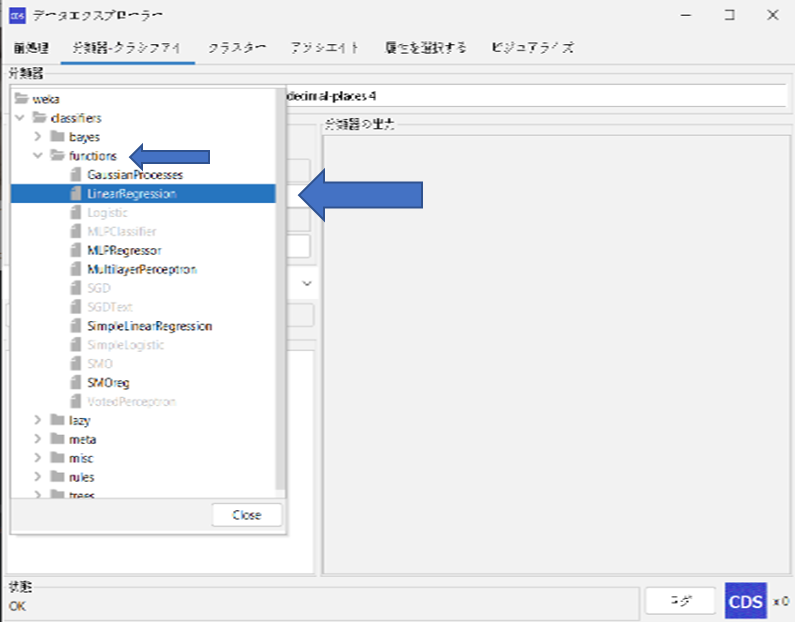 CDS データエクスプローラー
前処理 分類器-クラシファイ クラスター アソシエイト 属性を選択する ビジュアライズ
分類器
decimal-places 4
weka
classifiers
bayes
functions
GaussianProcesses
LinearRegression
Logistic
MLPClassifier
MLPRegressor
MultilayerPerceptron
SGD
SGDText
SimpleLinearRegression
SimpleLogistic
SMO
SMOreg
VotedPerceptron
lazy
meta
misc
rules
trees
Close
分類器の出力
状態
OK
ログ
CDS x 0